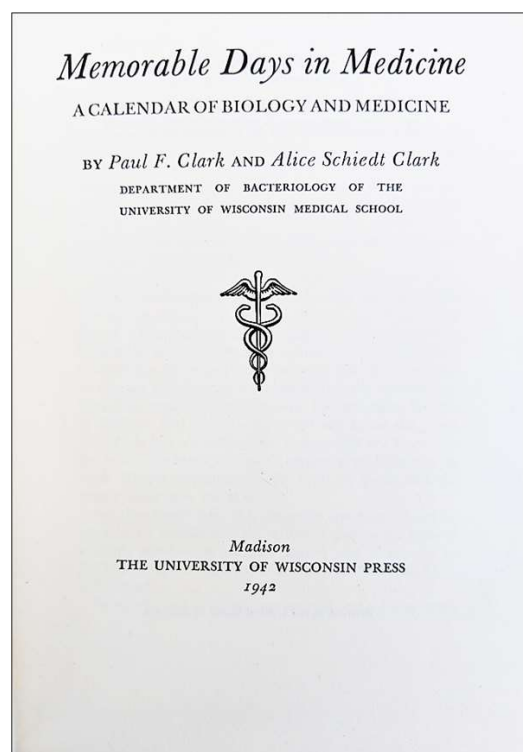 Memorable Days in Medicine
A CALENDAR OF BIOLOGY AND MEDICINE
BY Paul F. Clark AND Alice Schiedt Clark
DEPARTMENT OF BACTERIOLOGY OF THE
UNIVERSITY OF WISCONSIN MEDICAL SCHOOL
Madison
THE UNIVERSITY OF WISCONSIN PRESS
1942